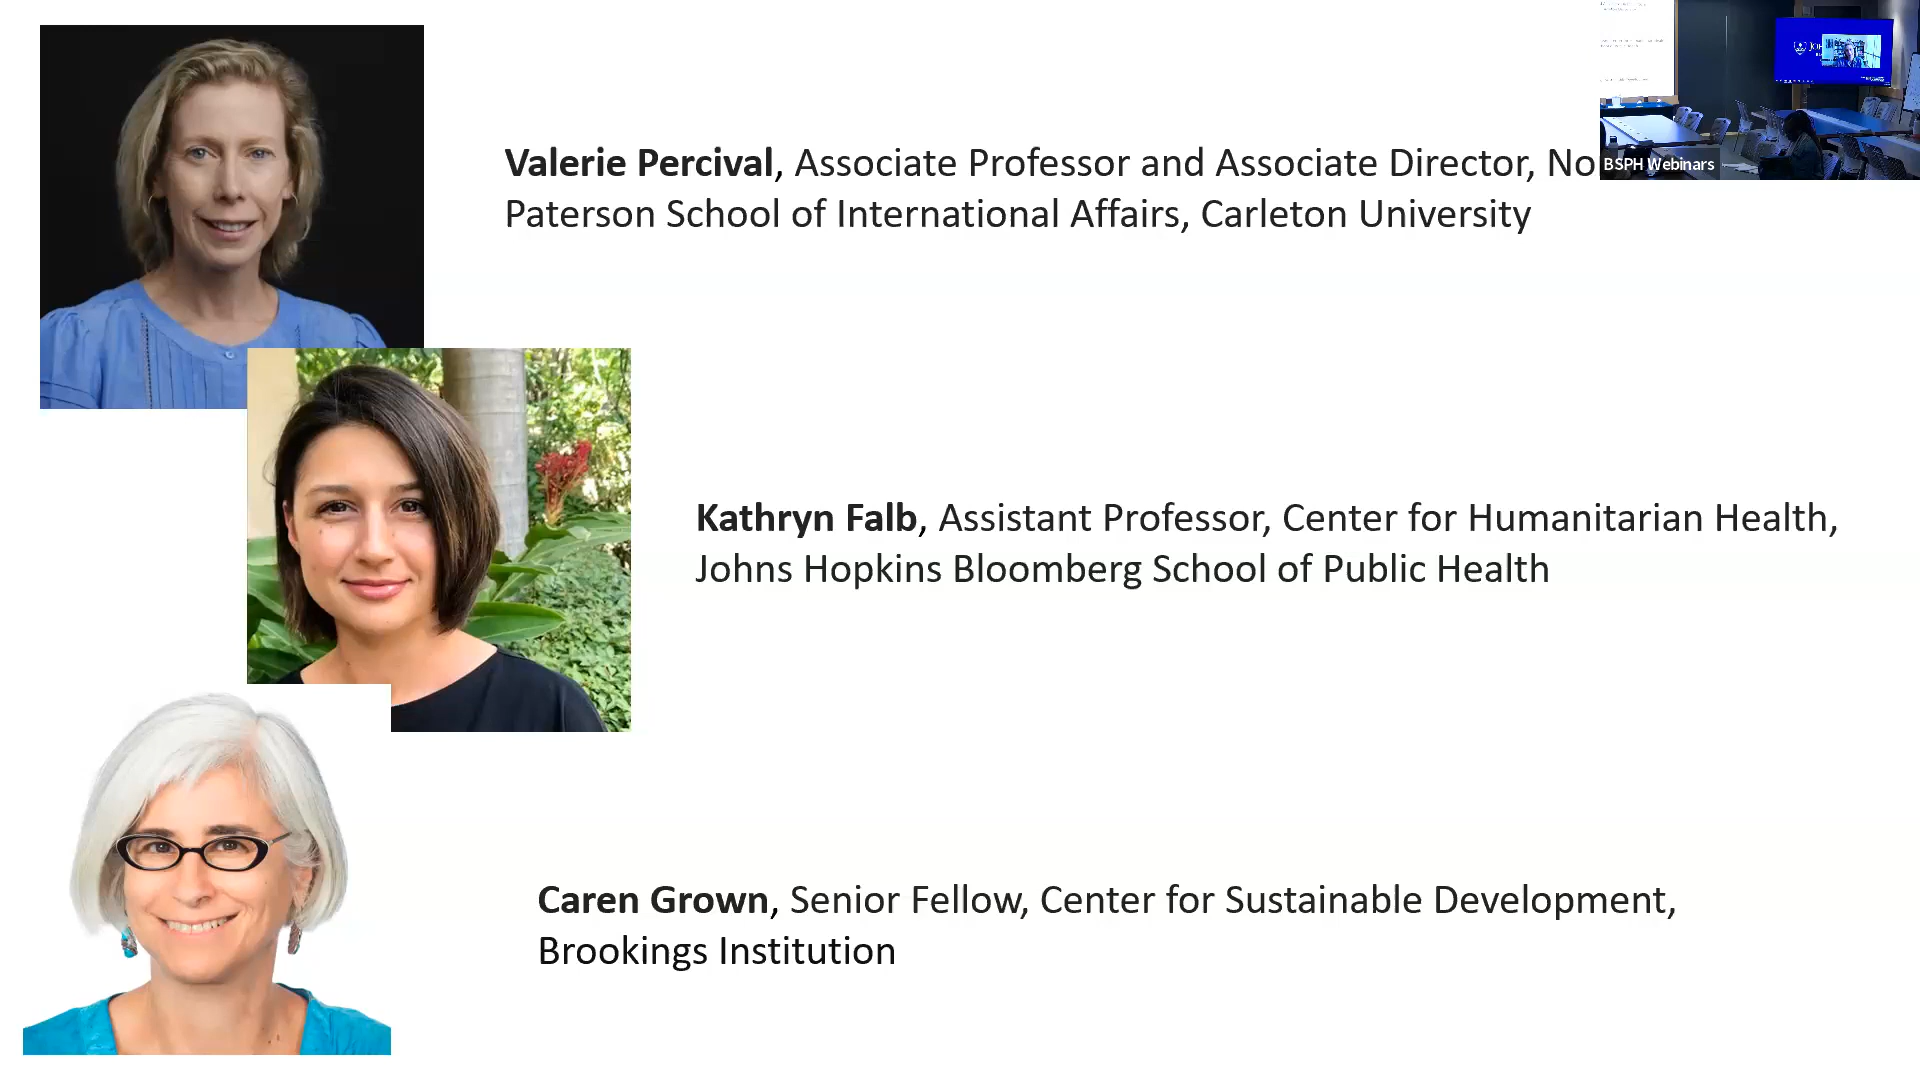 Valerie Percival, Associate Professor and Associate Director, No
Paterson School of International Affairs, Carleton University
BSPH Webinars
Kathryn Falb, Assistant Professor, Center for Humanitarian Health,
Johns Hopkins Bloomberg School of Public Health
Caren Grown, Senior Fellow, Center for Sustainable Development,
Brookings Institution